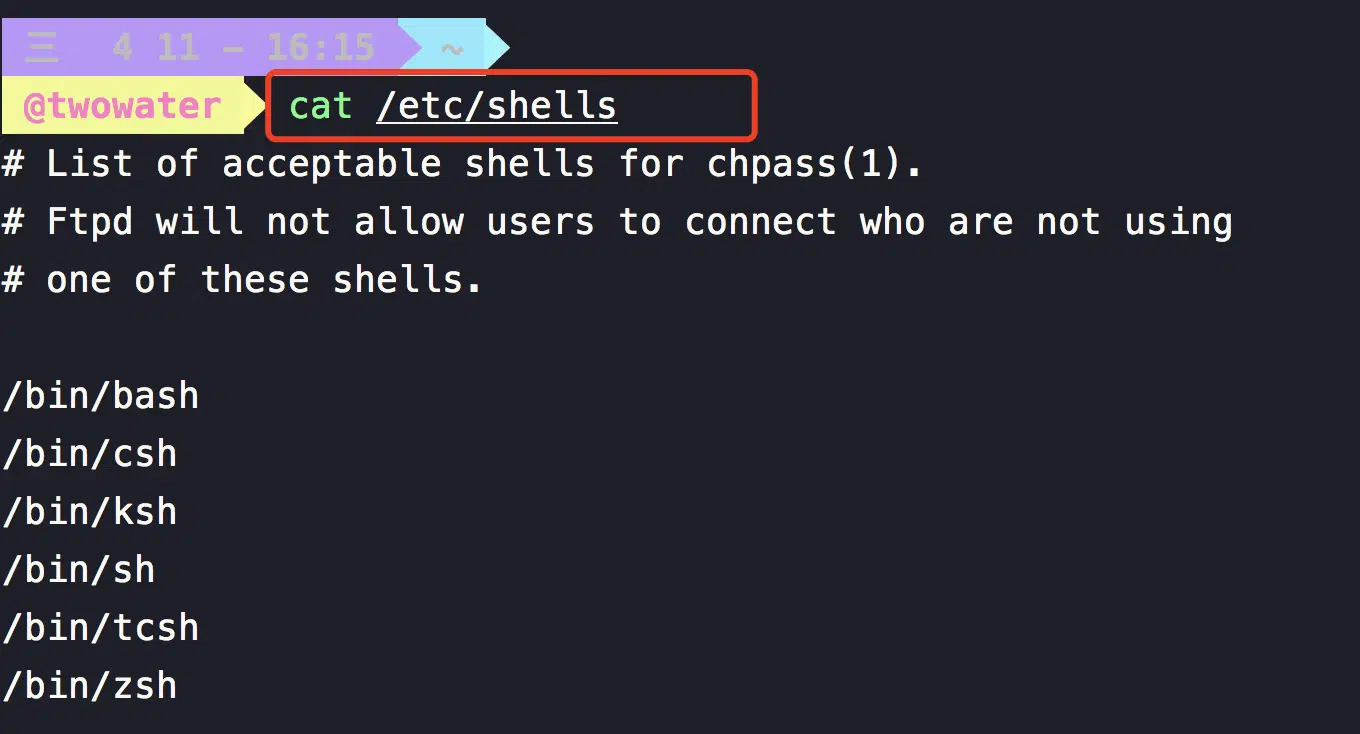 三 4 11 - 16:15 ~
@twowater cat /etc/shells
# List of acceptable shells for chpass(1).
# Ftpd will not allow users to connect who are not using
# one of these shells.
/bin/bash
/bin/csh
/bin/ksh
/bin/sh
/bin/tcsh
/bin/zsh